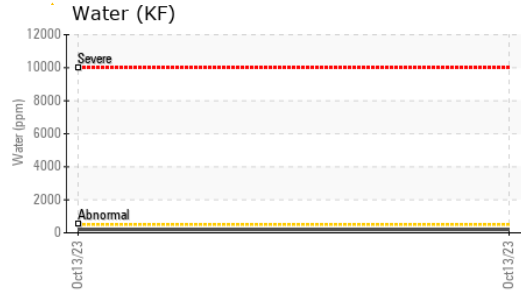 Water (KF)
12000
Severe
10000
8000
Water (ppm)
6000
4000
2000
Abnormal
0
Oct13/23
Oct13/23